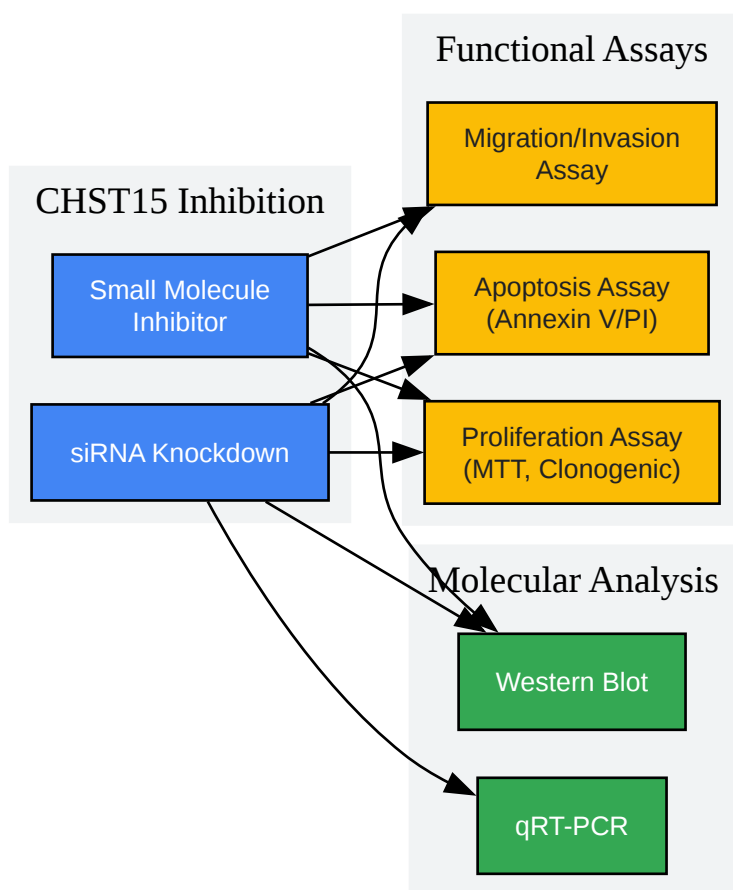 CHST15 Inhibition
Small Molecule
Inhibitor
siRNA Knockdown
Functional Assays
Migration/Invasion
Assay
Apoptosis Assay
(Annexin V/PI)
Proliferation Assay
(MTT, Clonogenic)
Molecular Analysis
Western Blot
qRT-PCR